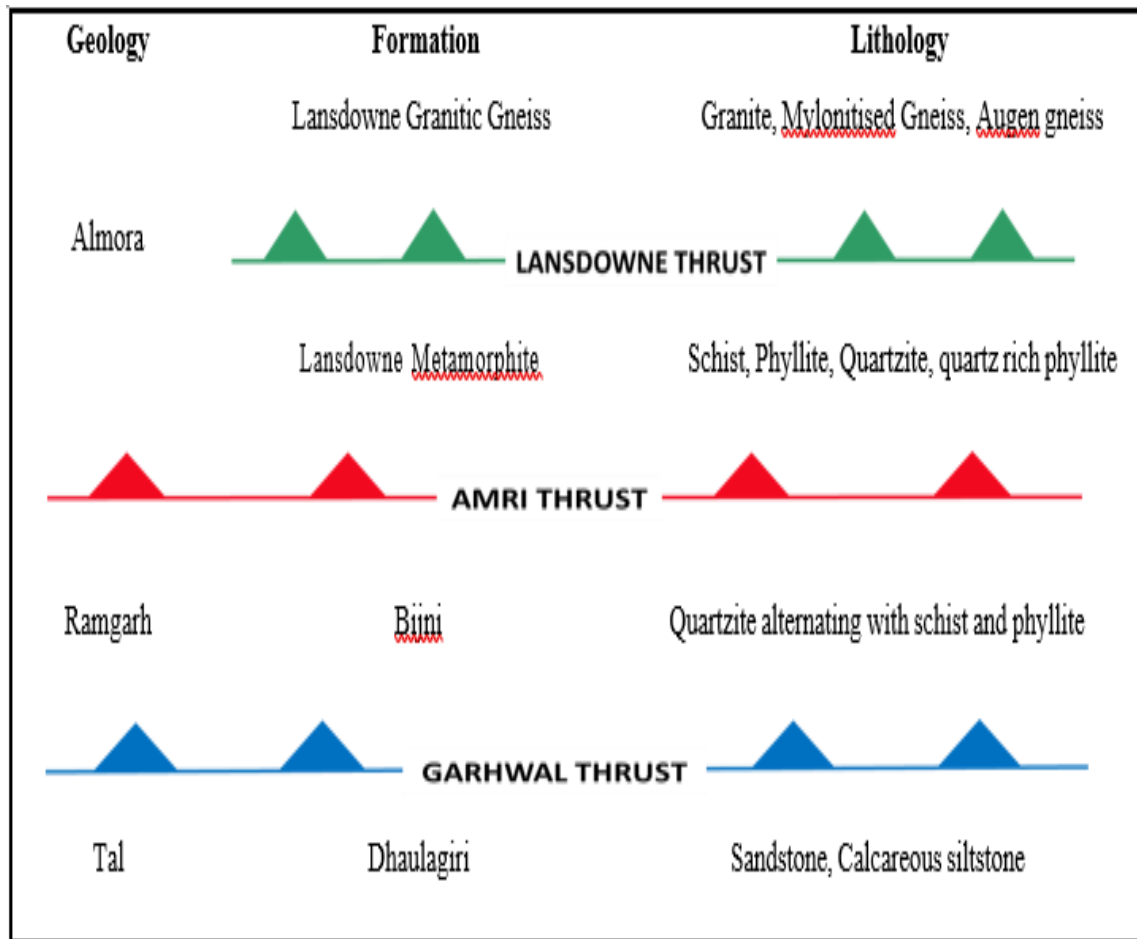 Geology Formation Lithology
Lansdowne Granitic Gneiss Granite, Mylonitised Gneiss, Augen gneiss
Almora
LANSDOWNE THRUST
Lansdowne Metamorphite Schist, Phyllite, Quartzite, quartz rich phyllite
AMRI THRUST
Ramgarh Bijni Quartzite alternating with schist and phyllite
GARHWAL THRUST
Tal Dhaulagiri Sandstone, Calcareous siltstone